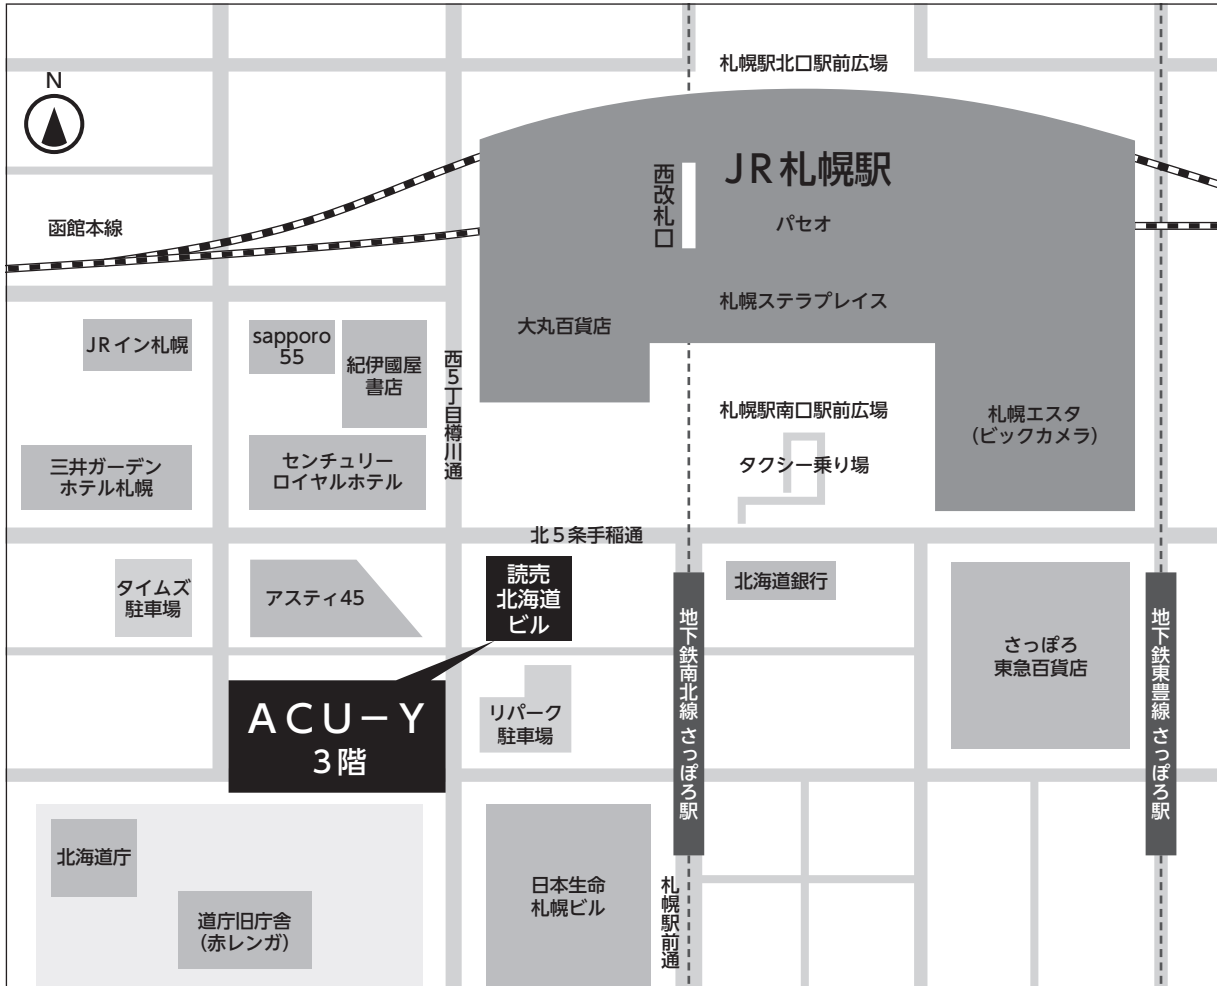 札幌駅北口駅前広場
N
JR札幌駅
西改札口
パセオ
函館本線
札幌ステラプレイス
大丸百貨店
JRイン札幌
sapporo
55
紀伊國屋
書店
西5丁目樽川通
札幌駅南口駅前広場
札幌エスタ
(ビックカメラ)
タクシー乗り場
三井ガーデン
ホテル札幌
センチュリー
ロイヤルホテル
北5条手稲通
読売
北海道
ビル
タイムズ
駐車場
アスティ45
北海道銀行
地下鉄南北線 さっぽろ駅
地下鉄東豊線 さっぽろ駅
さっぽろ
東急百貨店
ACU-Y
3階
リパーク
駐車場
北海道庁
道庁旧庁舎
(赤レンガ)
日本生命
札幌ビル
札幌駅前通